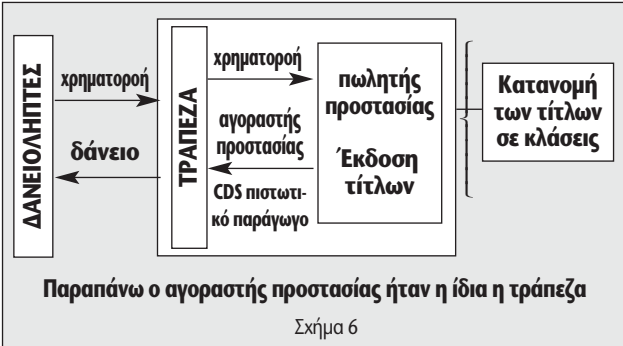 ΔΑΝΕΙΟΛΗΠΤΕΣ
χρηματοροή
δάνειο
ΤΡΑΠΕΖΑ
χρηματοροή
αγοραστής
προστασίας
CDS πιστωτι-
κό παράγωγο
πωλητής
προστασίας
Έκδοση
τίτλων
Κατανομή
των τίτλων
σε κλάσεις
Παραπάνω ο αγοραστής προστασίας ήταν η ίδια η τράπεζα
Σχήμα 6